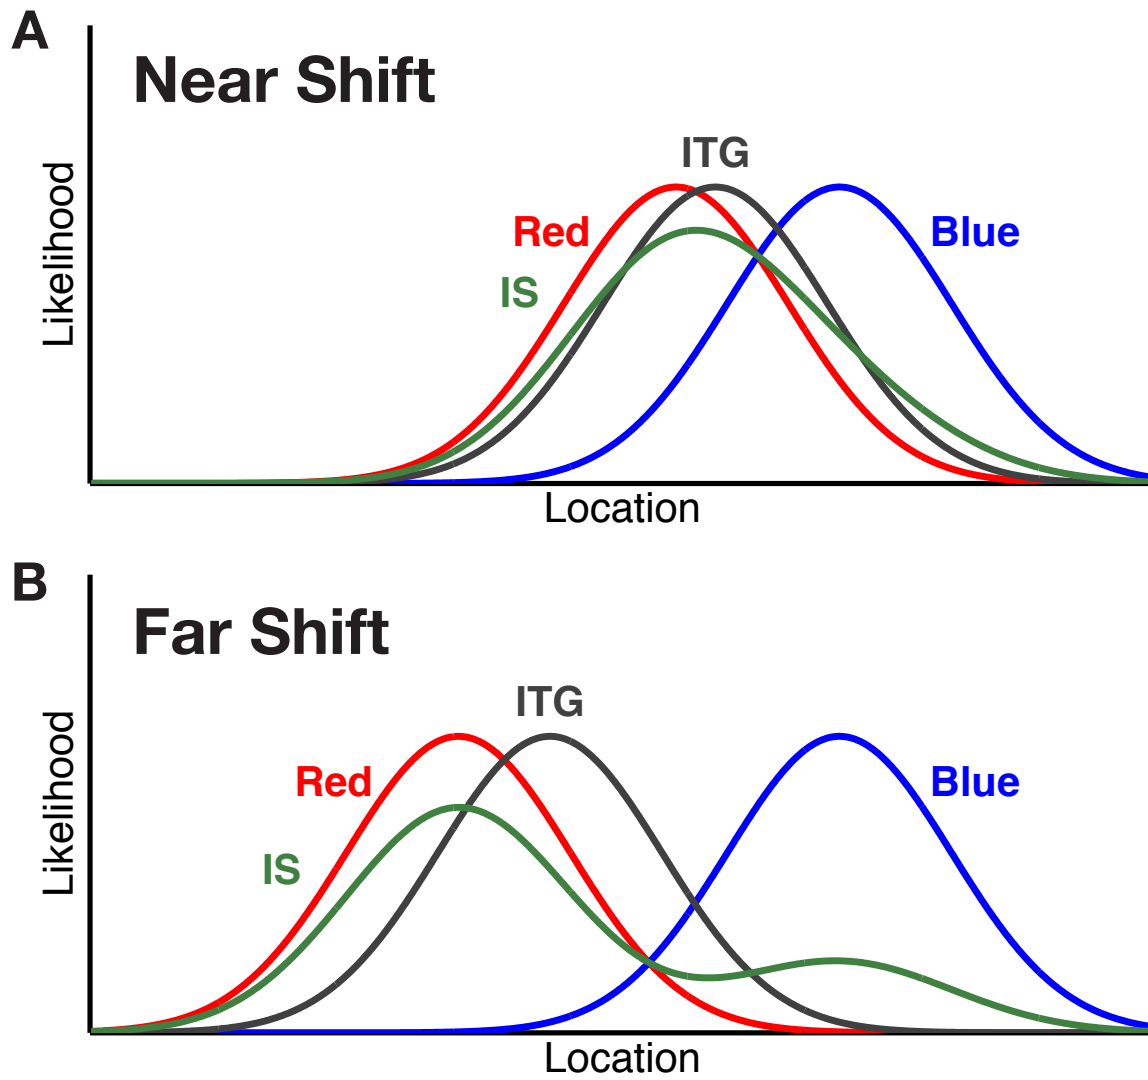 A
Near Shift
ITG
Red
Blue
IS
Likelihood
Location
B
Far Shift
ITG
Red
Blue
IS
Likelihood
Location